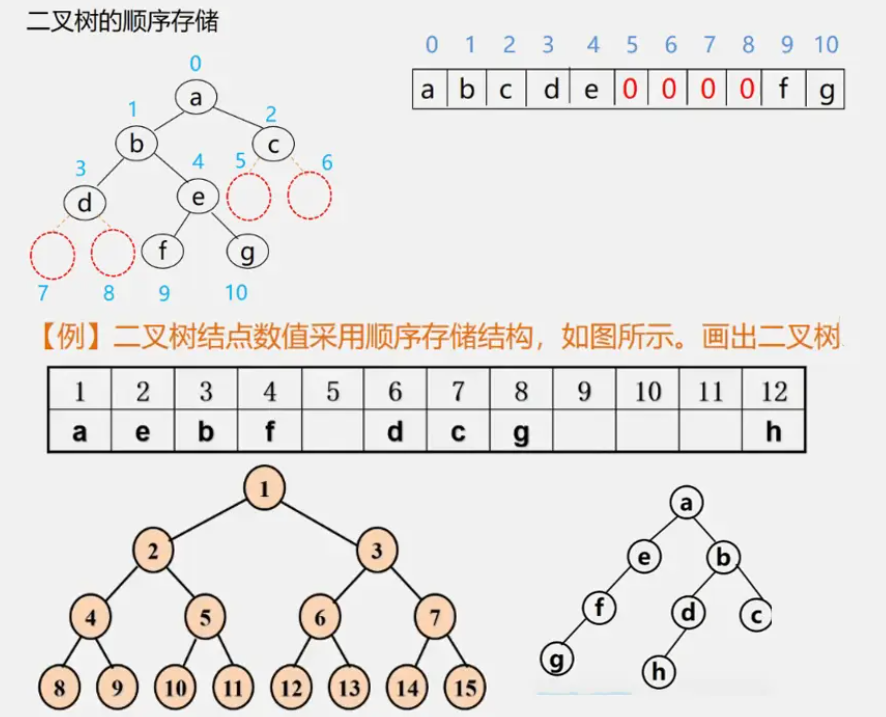 二叉树的顺序存储
0 1 2 3 4 5 6 7 8 9 10
a b c d e 0 0 0 0 f g
0
a
1 2
b c
3 4 5 6
d e
f g
7 8 9 10
【例】二叉树结点数值采用顺序存储结构，如图所示。画出二叉树
1 2 3 4 5 6 7 8 9 10 11 12
a e b f d c g h
1
2 3
4 5 6 7
8 9 10 11 12 13 14 15
a
e b
f d c
g h